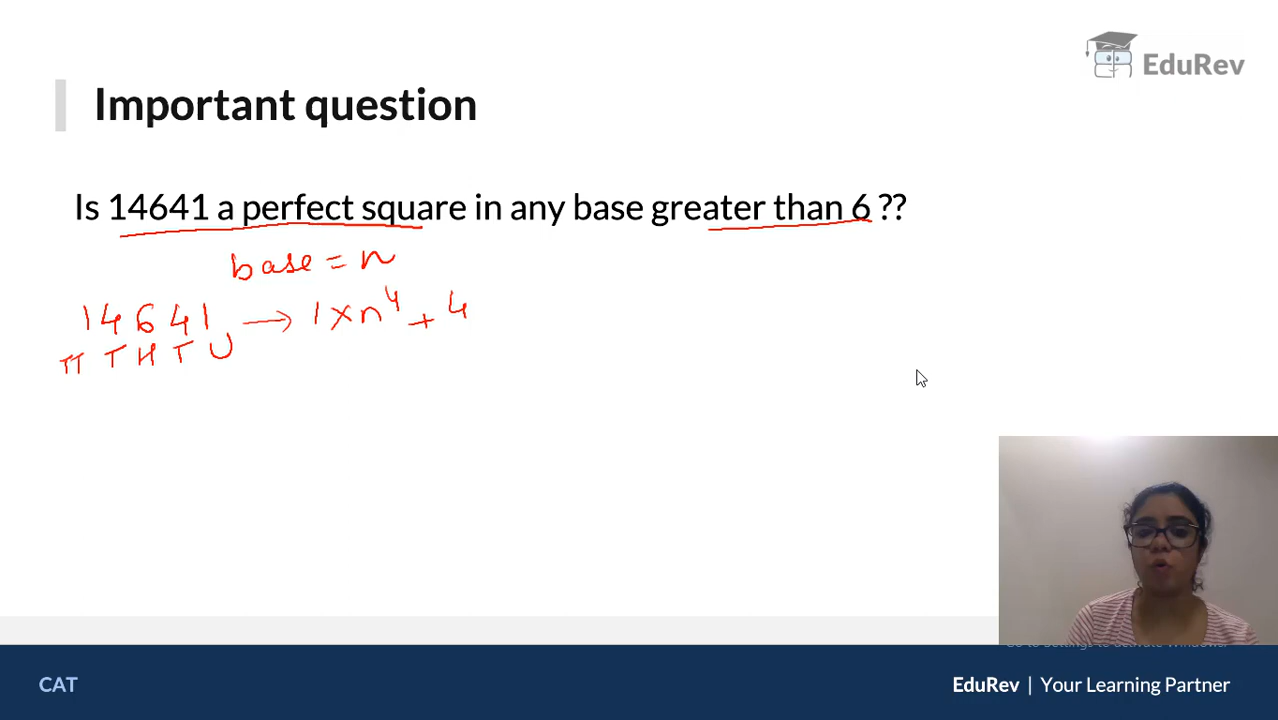 EduRev
Important question
Is 14641 a perfect square in any base greater than 6 ??
base = n
14641 → 1 × n⁴ + 4
TT T H T U
CAT
EduRev | Your Learning Partner